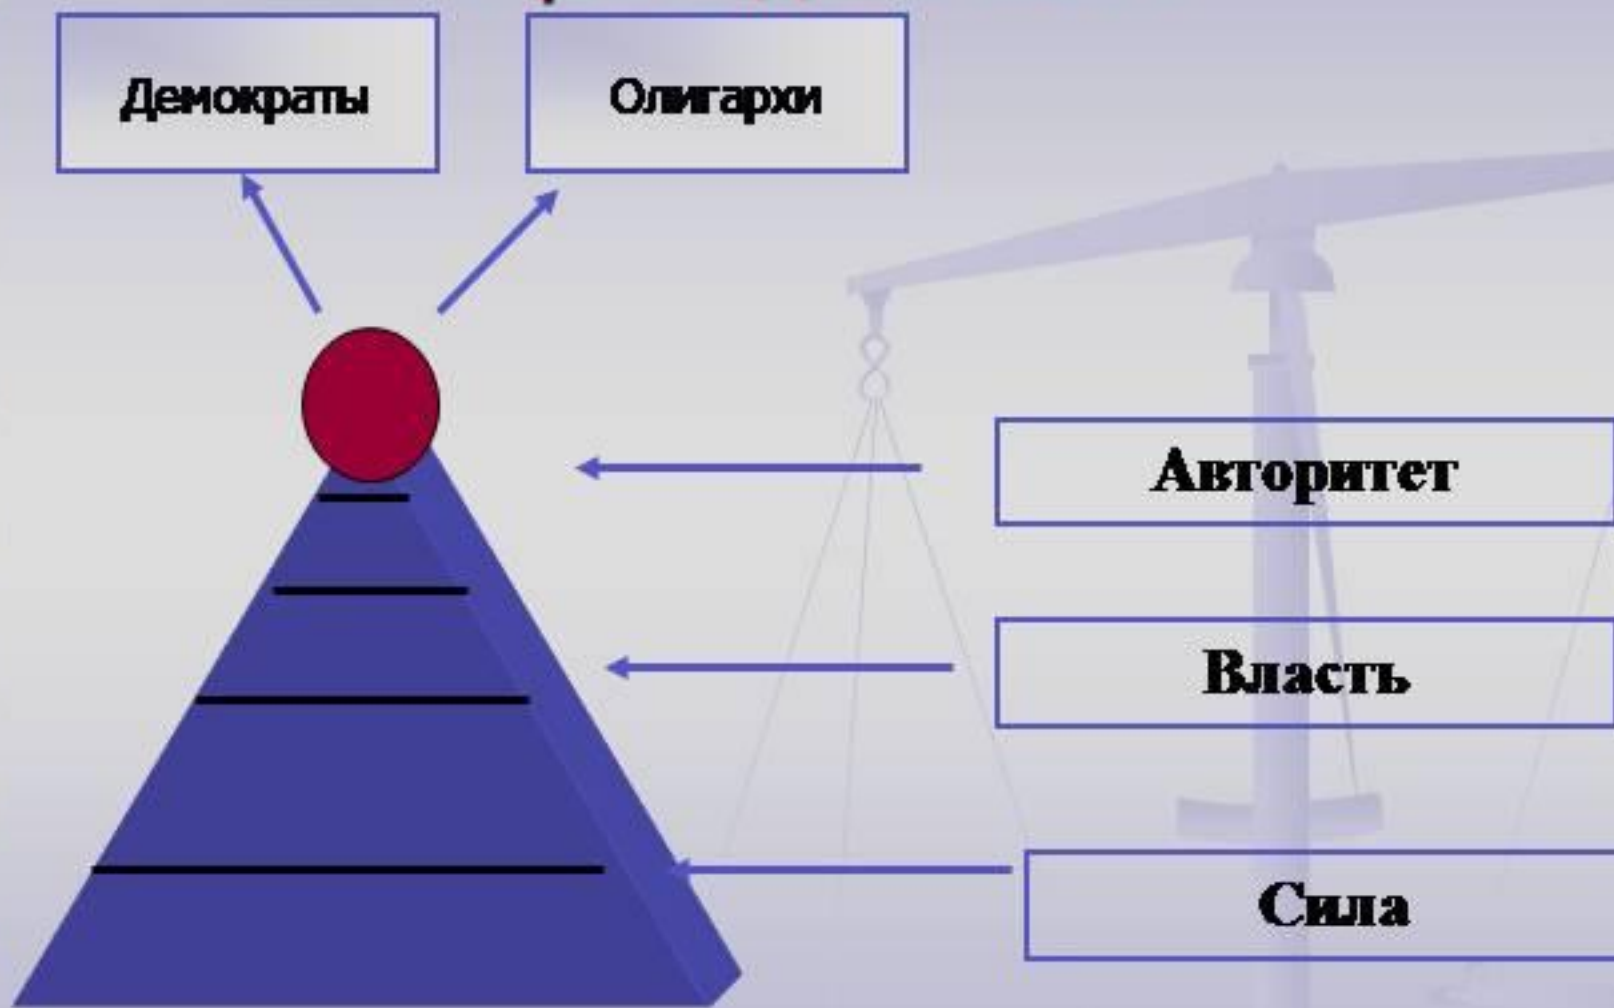 Демократы
Олигархи
Авторитет
Власть
Сила